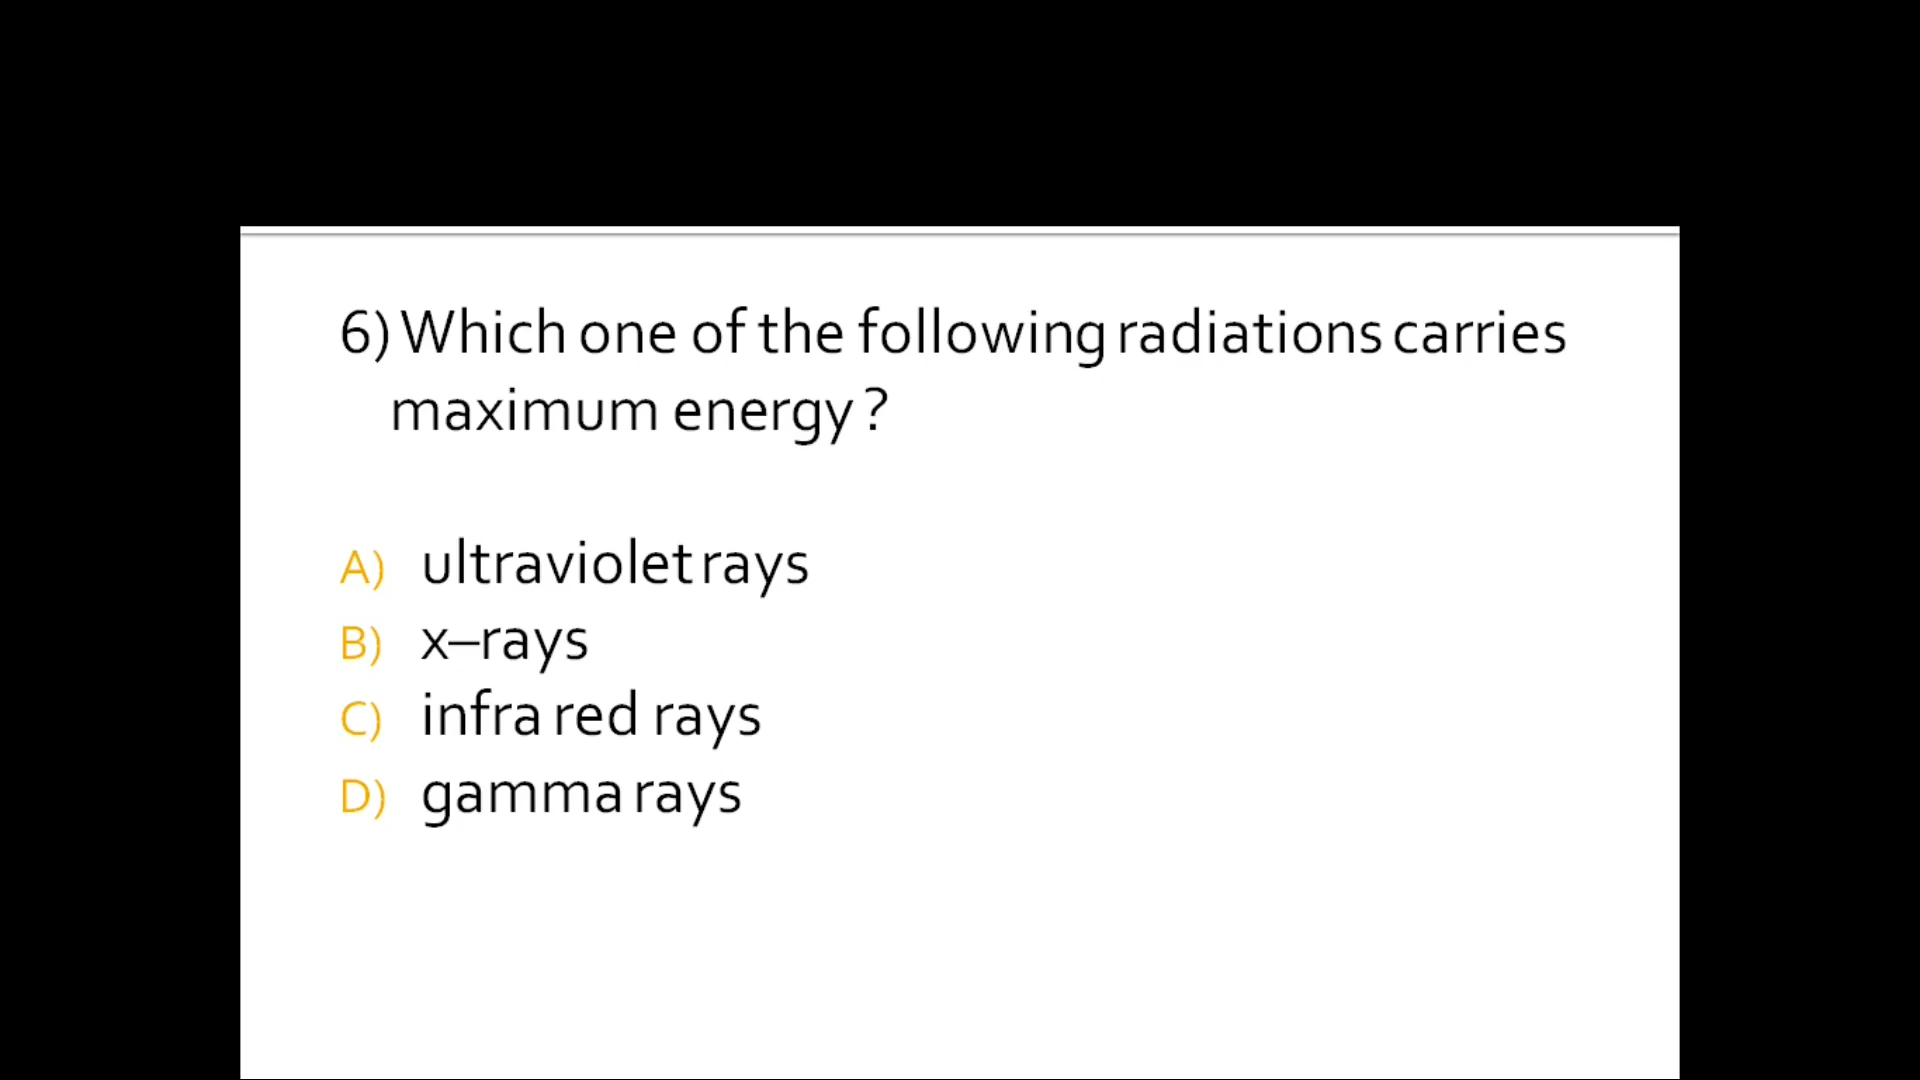 6) Which one of the following radiations carries
maximum energy ?
A) ultraviolet rays
B) x–rays
C) infra red rays
D) gamma rays